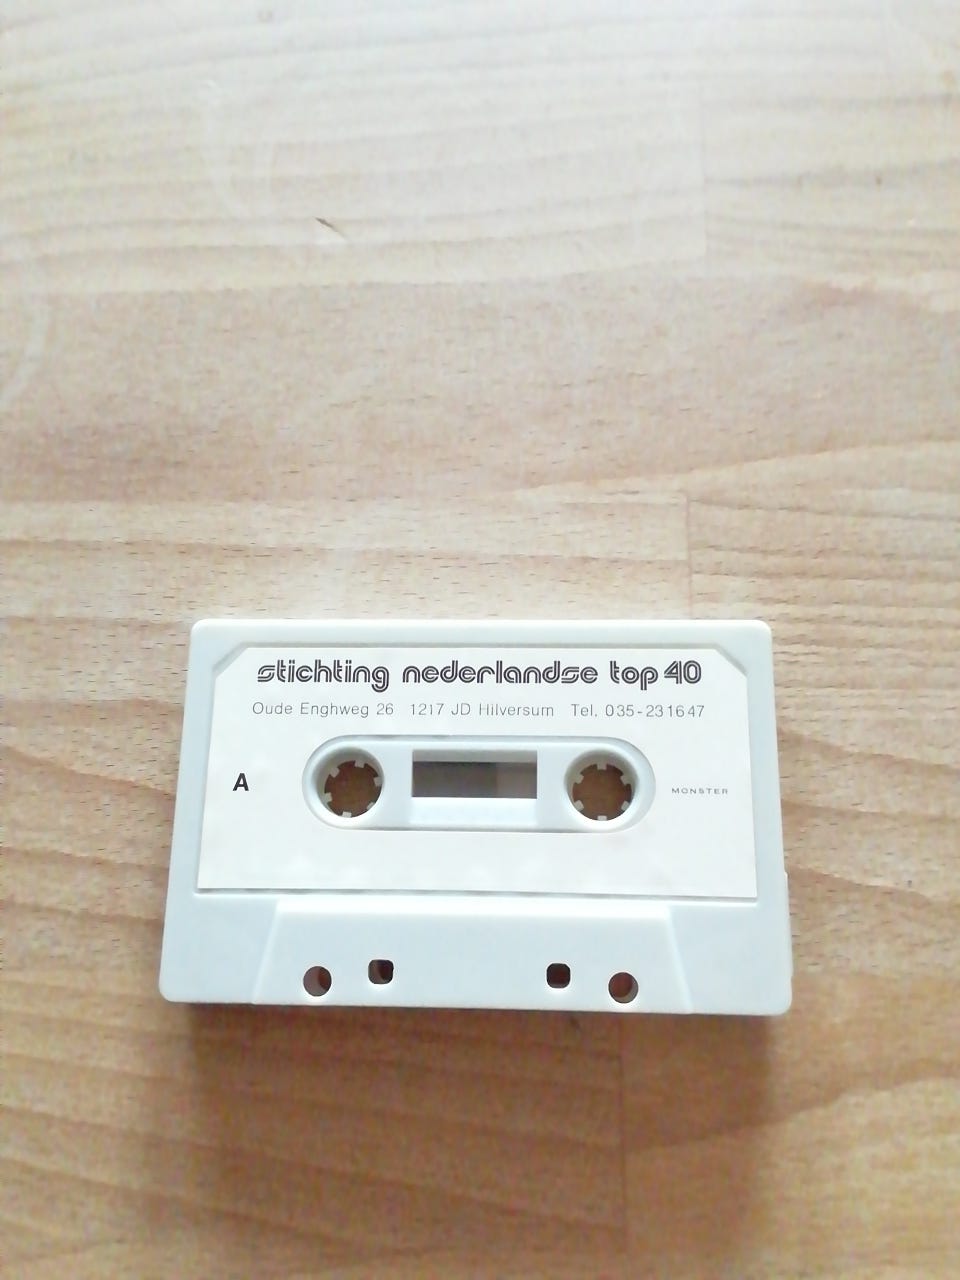 stichting nederlandse top 40
Oude Enghweg 26 1217 JD Hilversum Tel. 035-231647
A
MONSTER